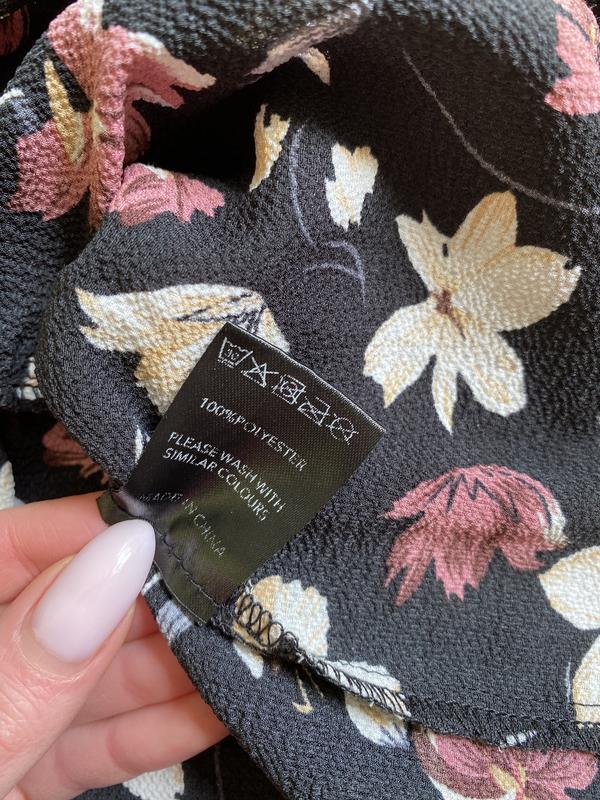 100%POLYESTER
PLEASE WASH WITH
SIMILAR COLOURS
MADE IN CHINA